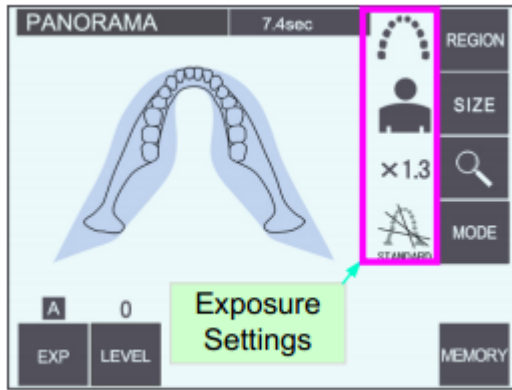 PANORAMA 7.4sec
REGION
SIZE
×1.3
MODE
STANDARD
A 0
Exposure
Settings
EXP LEVEL MEMORY